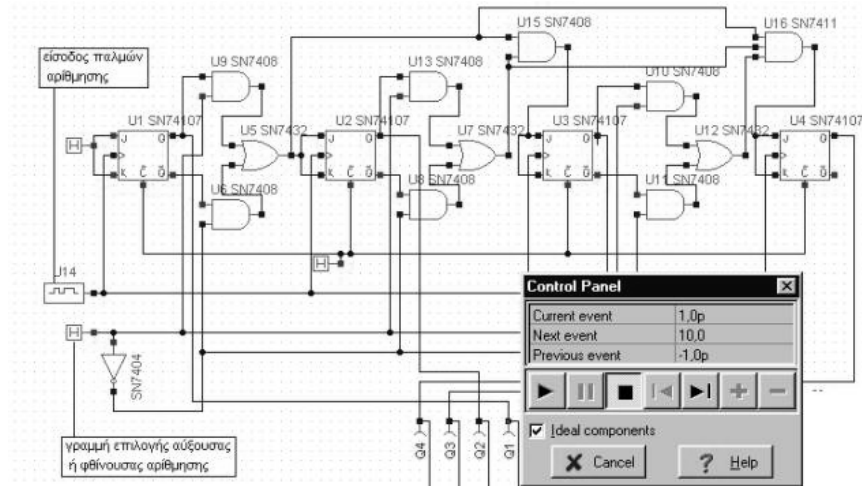 είσοδος παλμών
αρίθμησης
U9 SN7408
U13 SN7408
U15 SN7408
U16 SN7411
U10 SN7408
U1 SN74107
U5 SN7432
U2 SN74107
U7 SN7432
U3 SN74107
U12 SN7432
U4 SN74107
J Q
K C Q
J Q
K C Q
J Q
K C Q
J Q
K C Q
H
U6 SN7408
U8 SN7408
U11 SN7408
H
U14
H
SN7404
γραμμή επιλογής αύξουσας
ή φθίνουσας αρίθμησης
Q4
Q3
Q2
Q1
Control Panel
Current event 1,0p
Next event 10,0
Previous event -1,0p
Ideal components
Cancel
? Help